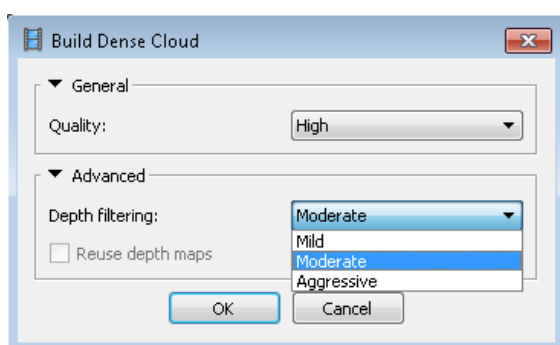 Build Dense Cloud
General
Quality: High
Advanced
Depth filtering: Moderate
Mild
Reuse depth maps Moderate
Aggressive
OK Cancel